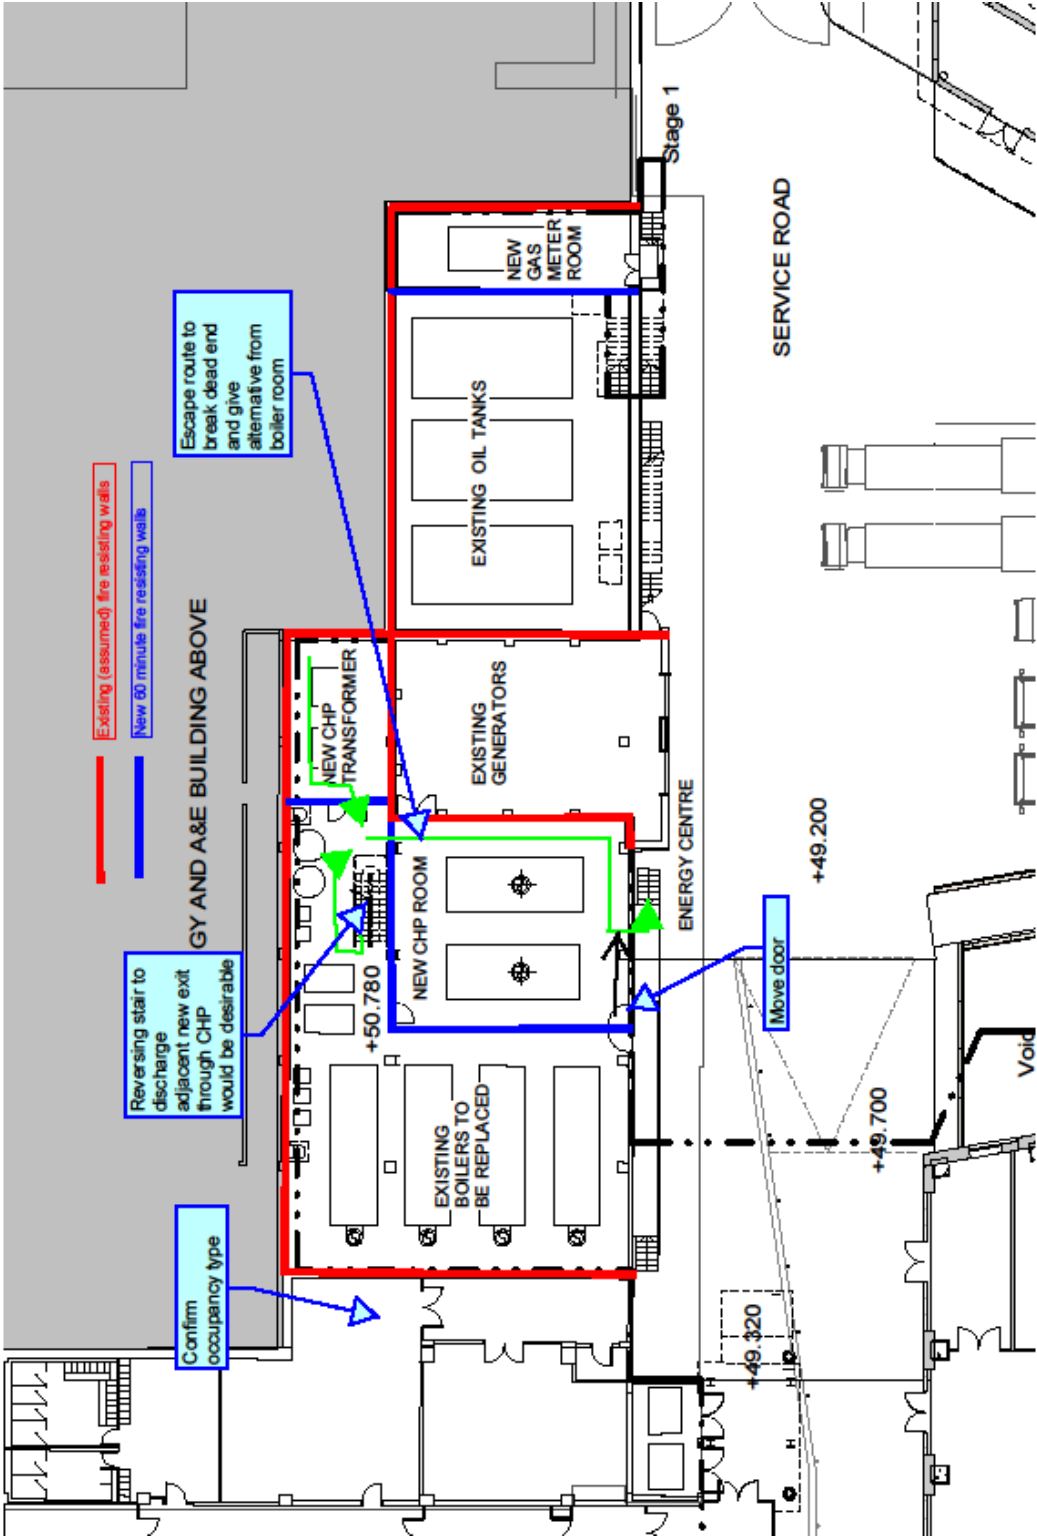 Existing (assumed) fire resisting walls
New 60 minute fire resisting walls
GY AND A&E BUILDING ABOVE
Escape route to
break dead end
and give
alternative from
boiler room
Reversing stair to
discharge
adjacent new exit
through CHP
would be desirable
Confirm
occupancy type
Move door
NEW CHP
TRANSFORMER
NEW
GAS
METER
ROOM
EXISTING OIL TANKS
EXISTING
GENERATORS
NEW CHP ROOM
+50.780
EXISTING
BOILERS TO
BE REPLACED
Stage 1
ENERGY CENTRE
SERVICE ROAD
+49.200
+49.700
+49.320
Void